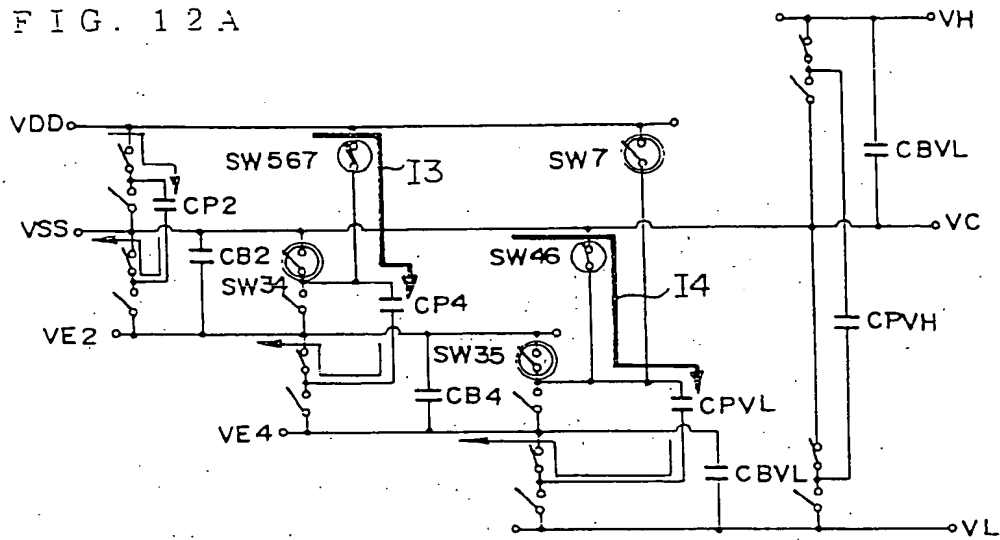 FIG. 12A
VH
VDD
SW567
I3
SW7
CBVL
CP2
VSS
VC
CB2
SW34
SW46
I4
CP4
CPVH
VE2
SW35
CB4
CPVL
VE4
CBVL
VL